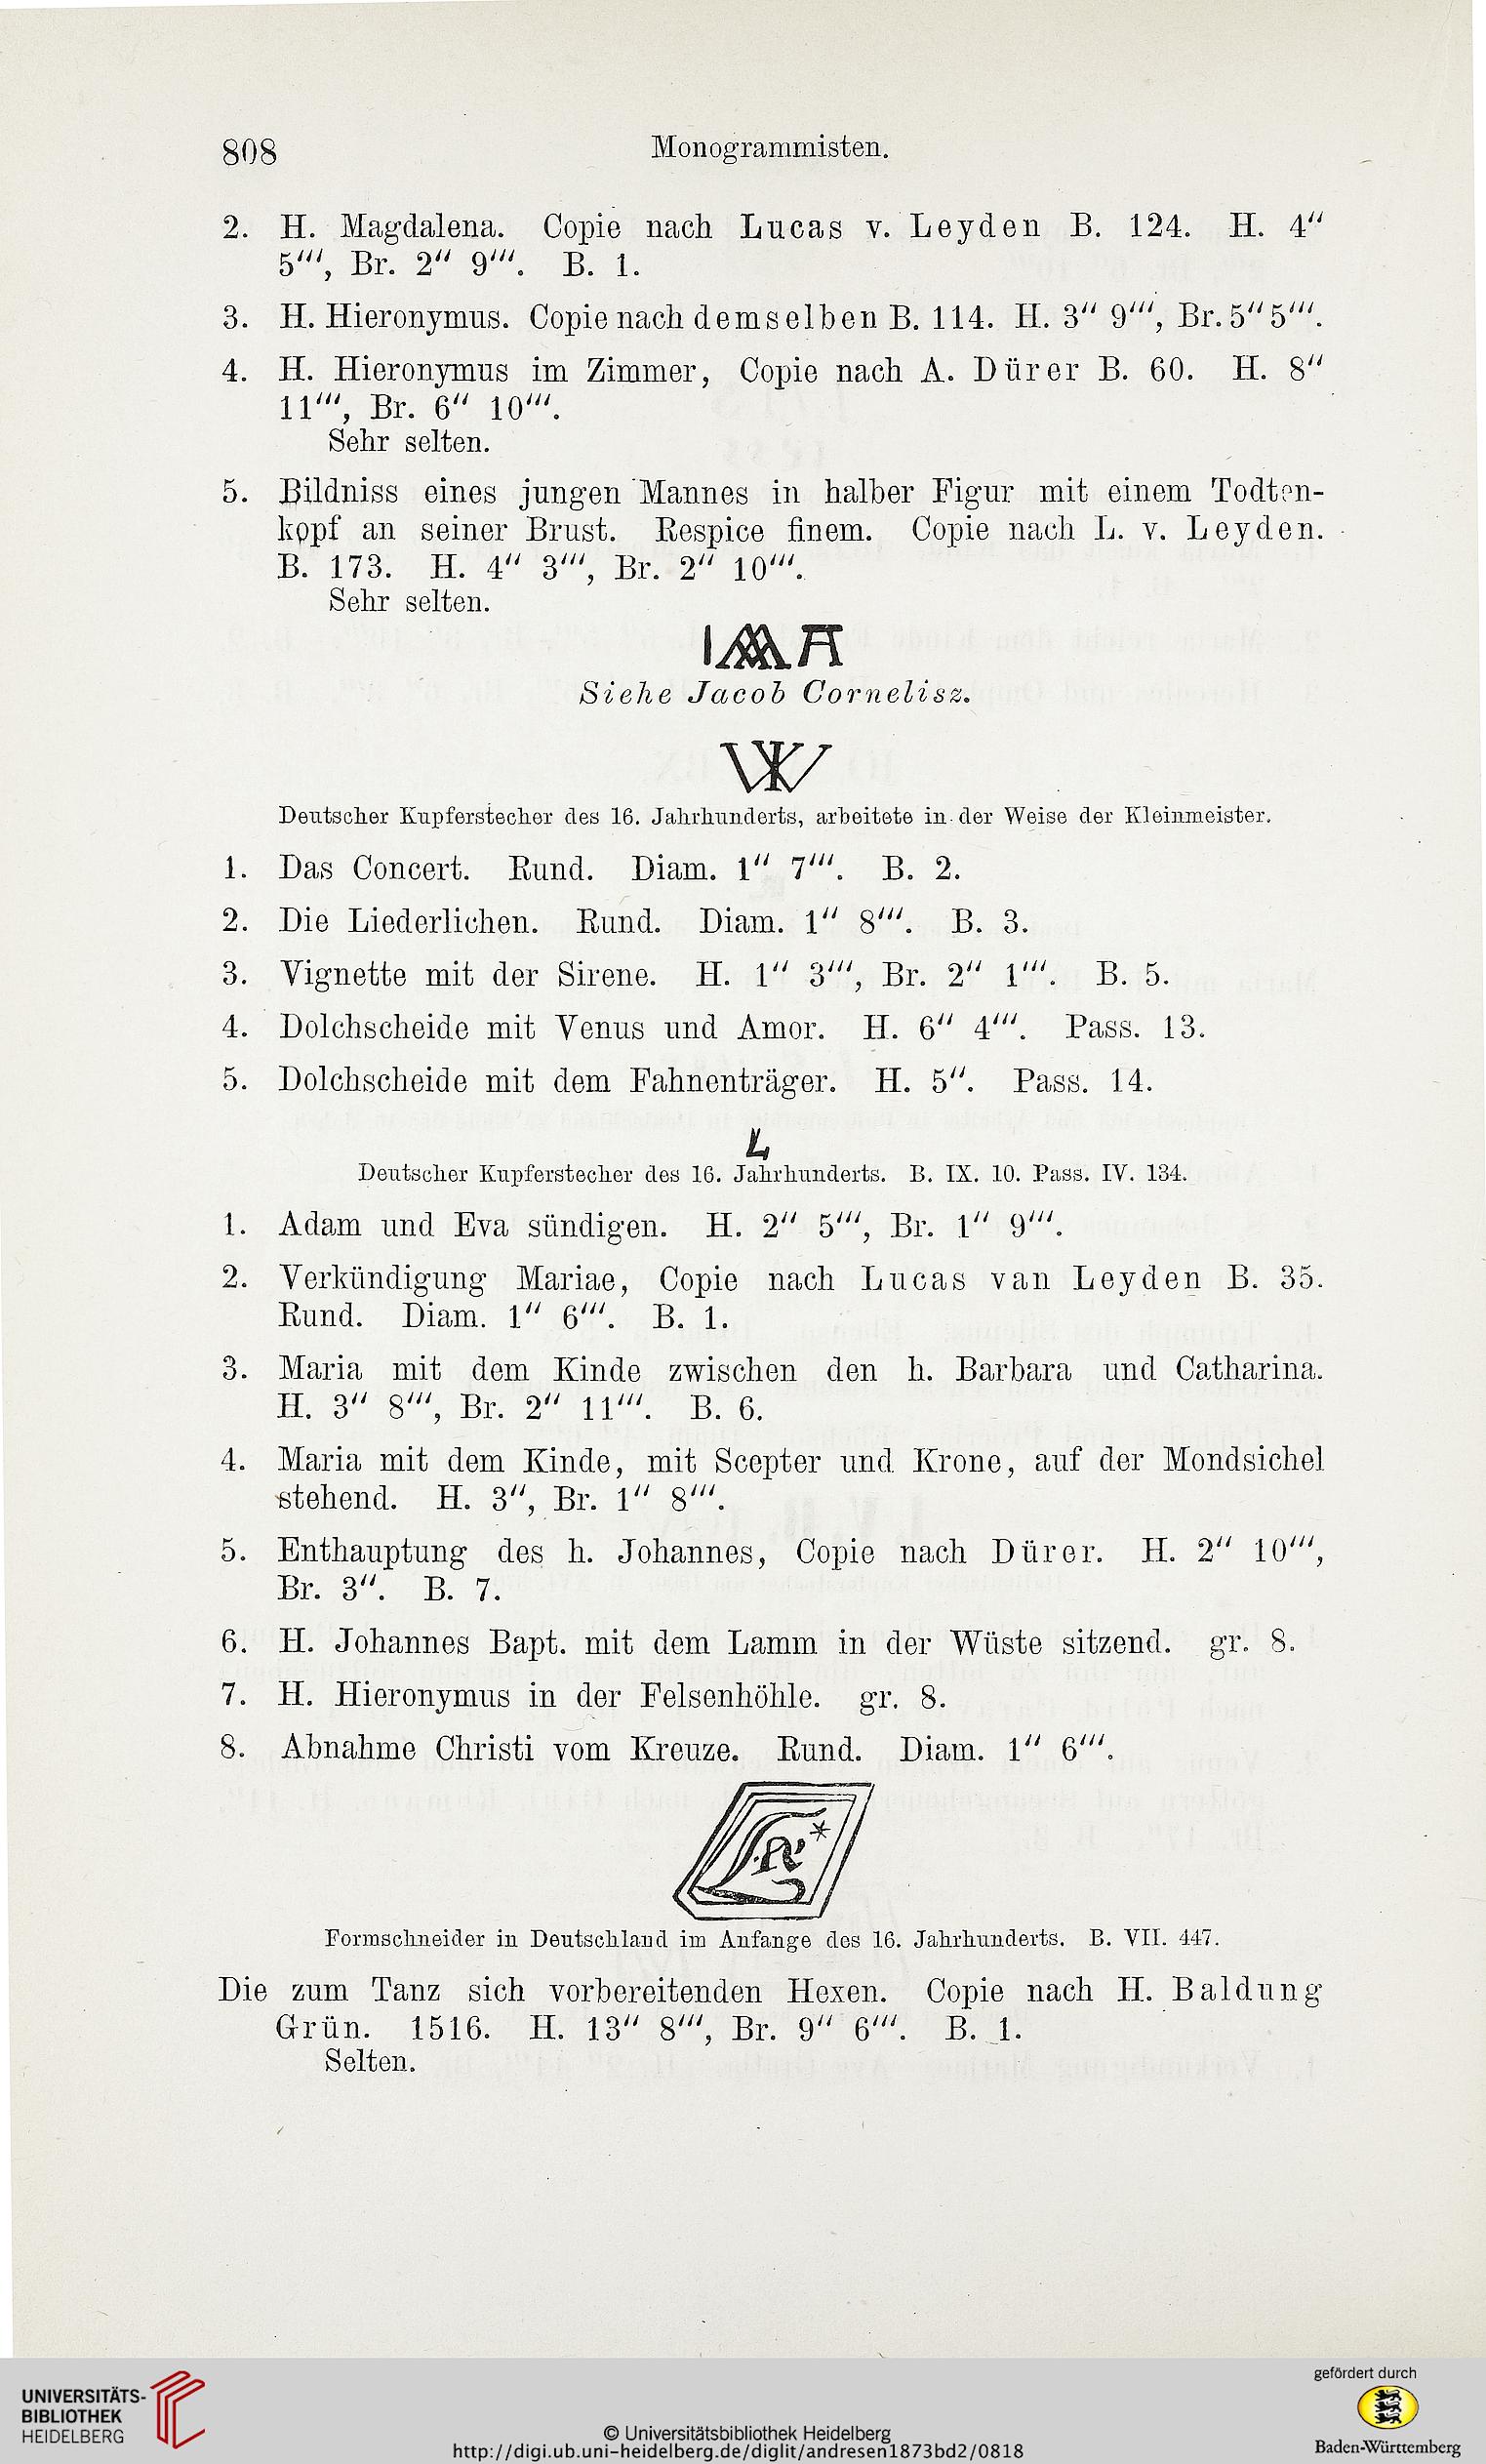 808
Monogrammisten.
2. H. Magdalena. Copie nach Lucas v. Leyden B. 124. H. 4"
5"', Br. 2" 9"'. B. 1.
3. H. Hieronymus. Copie nach demselben B. 114. H. 3" 9"', Br. 5" 5"'.
4. H. Hieronymus im Zimmer, Copie nach A. Dürer B. 60. H. 8"
11"', Br. 6" 10"'.
Sehr selten.
5. Bildniss eines jungen Mannes in halber Figur mit einem Todten-
kopf an seiner Brust. Respice finem. Copie nach L. v. Leyden.
B. 173. H. 4" 3"', Br. 2" 10"'.
Sehr selten.
Siehe Jacob Cornelisz.
Deutscher Kupferstecher des 16. Jahrhunderts, arbeitete in der Weise der Kleinmeister.
1. Das Concert. Rund. Diam. 1" 7"'. B. 2.
2. Die Liederlichen. Rund. Diam. 1" 8"'. B. 3.
3. Vignette mit der Sirene. H. 1" 3"', Br. 2" 1"'. B. 5.
4. Dolchscheide mit Venus und Amor. H. 6" 4"'. Pass. 13.
5. Dolchscheide mit dem Fahnenträger. H. 5". Pass. 14.
L
Deutscher Kupferstecher des 16. Jahrhunderts. B. IX. 10. Pass. IV. 134.
1. Adam und Eva sündigen. H. 2" 5"', Br. 1" 9"'.
2. Verkündigung Mariae, Copie nach Lucas van Leyden B. 35.
Rund. Diam. 1" 6"'. B. 1.
3. Maria mit dem Kinde zwischen den h. Barbara und Catharina.
H. 3" 8"', Br. 2" 11"'. B. 6.
4. Maria mit dem Kinde, mit Scepter und Krone, auf der Mondsichel
stehend. H. 3", Br. 1" 8"'.
5. Enthauptung des h. Johannes, Copie nach Dürer. H. 2" 10"',
Br. 3". B. 7.
6. H. Johannes Bapt. mit dem Lamm in der Wüste sitzend. gr. 8.
7. H. Hieronymus in der Felsenhöhle. gr. 8.
8. Abnahme Christi vom Kreuze. Rund. Diam. 1" 6"'.
Formschneider in Deutschland im Anfange des 16. Jahrhunderts. B. VII. 447.
Die zum Tanz sich vorbereitenden Hexen. Copie nach H. Baldung
Grün. 1516. H. 13" 8"', Br. 9" 6"'. B. 1.
Selten.
UNIVERSITÄTS-
BIBLIOTHEK
HEIDELBERG
© Universitätsbibliothek Heidelberg
http://digi.ub.uni-heidelberg.de/diglit/andresen1873bd2/0818
gefördert durch
Baden-Württemberg